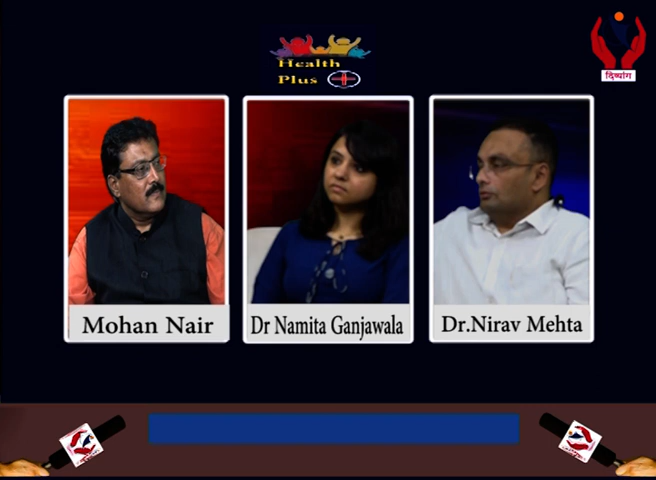 Health
Plus
दिव्यांग
Mohan Nair
Dr Namita Ganjawala
Dr.Nirav Mehta